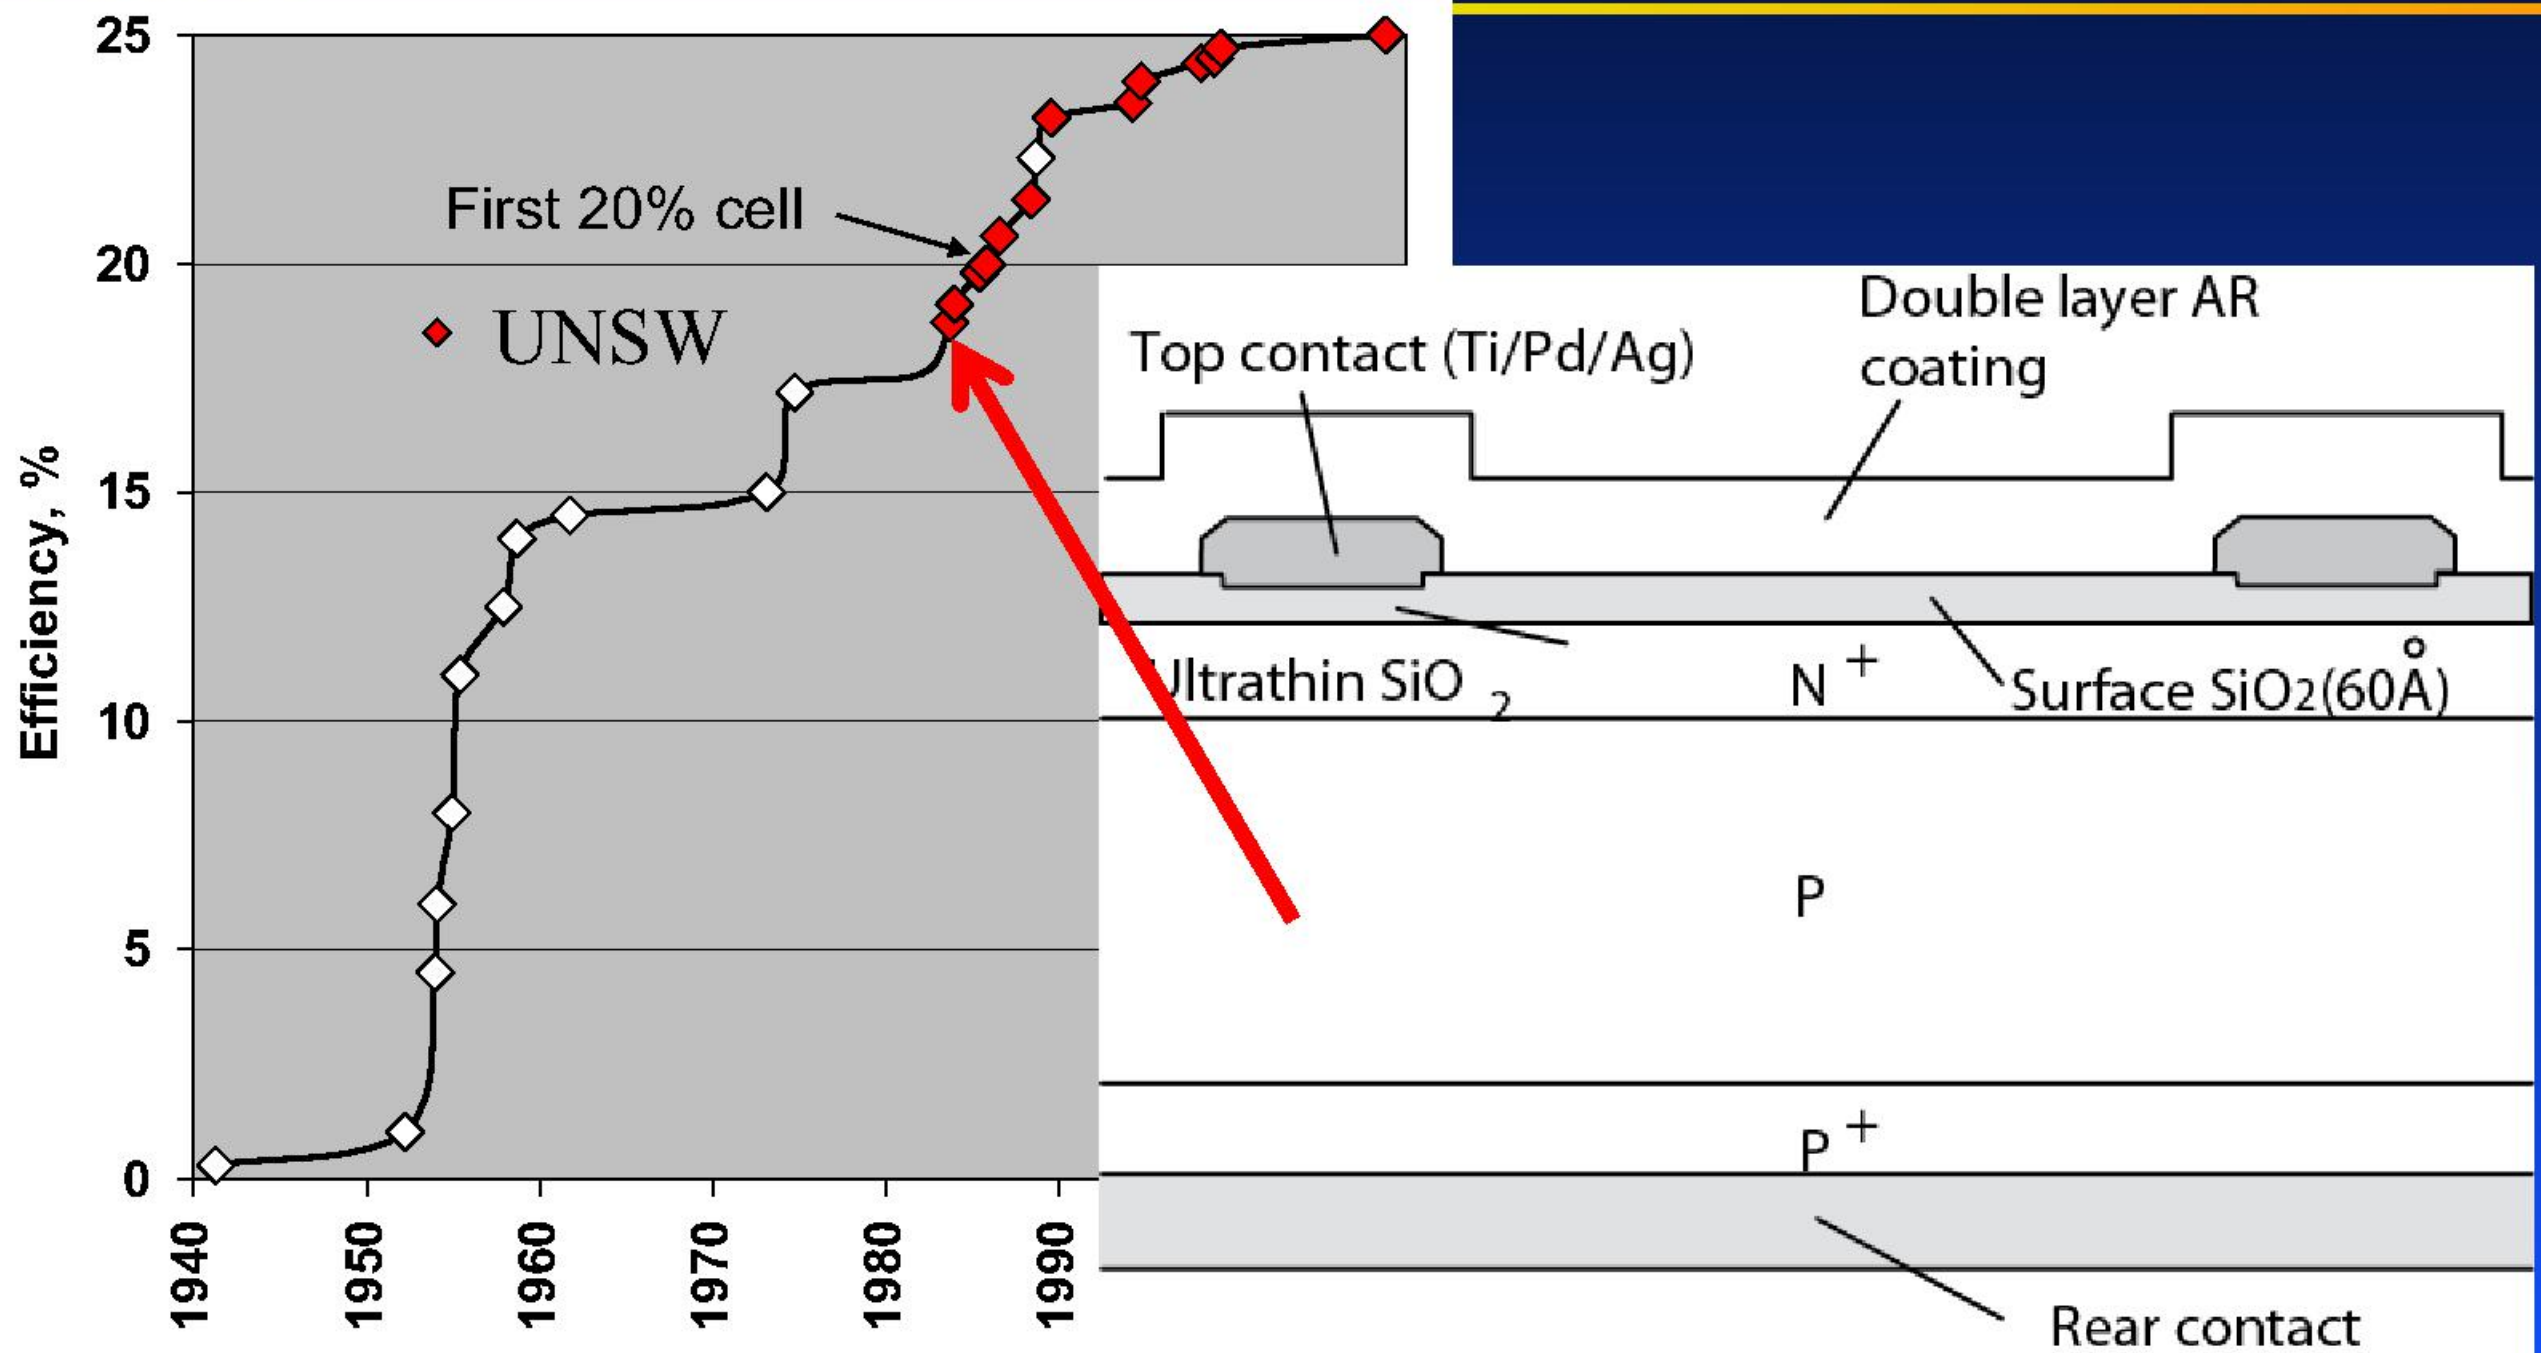 25
20
15
10
5
0
Efficiency, %
1940
1950
1960
1970
1980
1990
First 20% cell
UNSW
Double layer AR
coating
Top contact (Ti/Pd/Ag)
Ultrathin SiO 2
N +
Surface SiO2(60Å)
P
P +
Rear contact